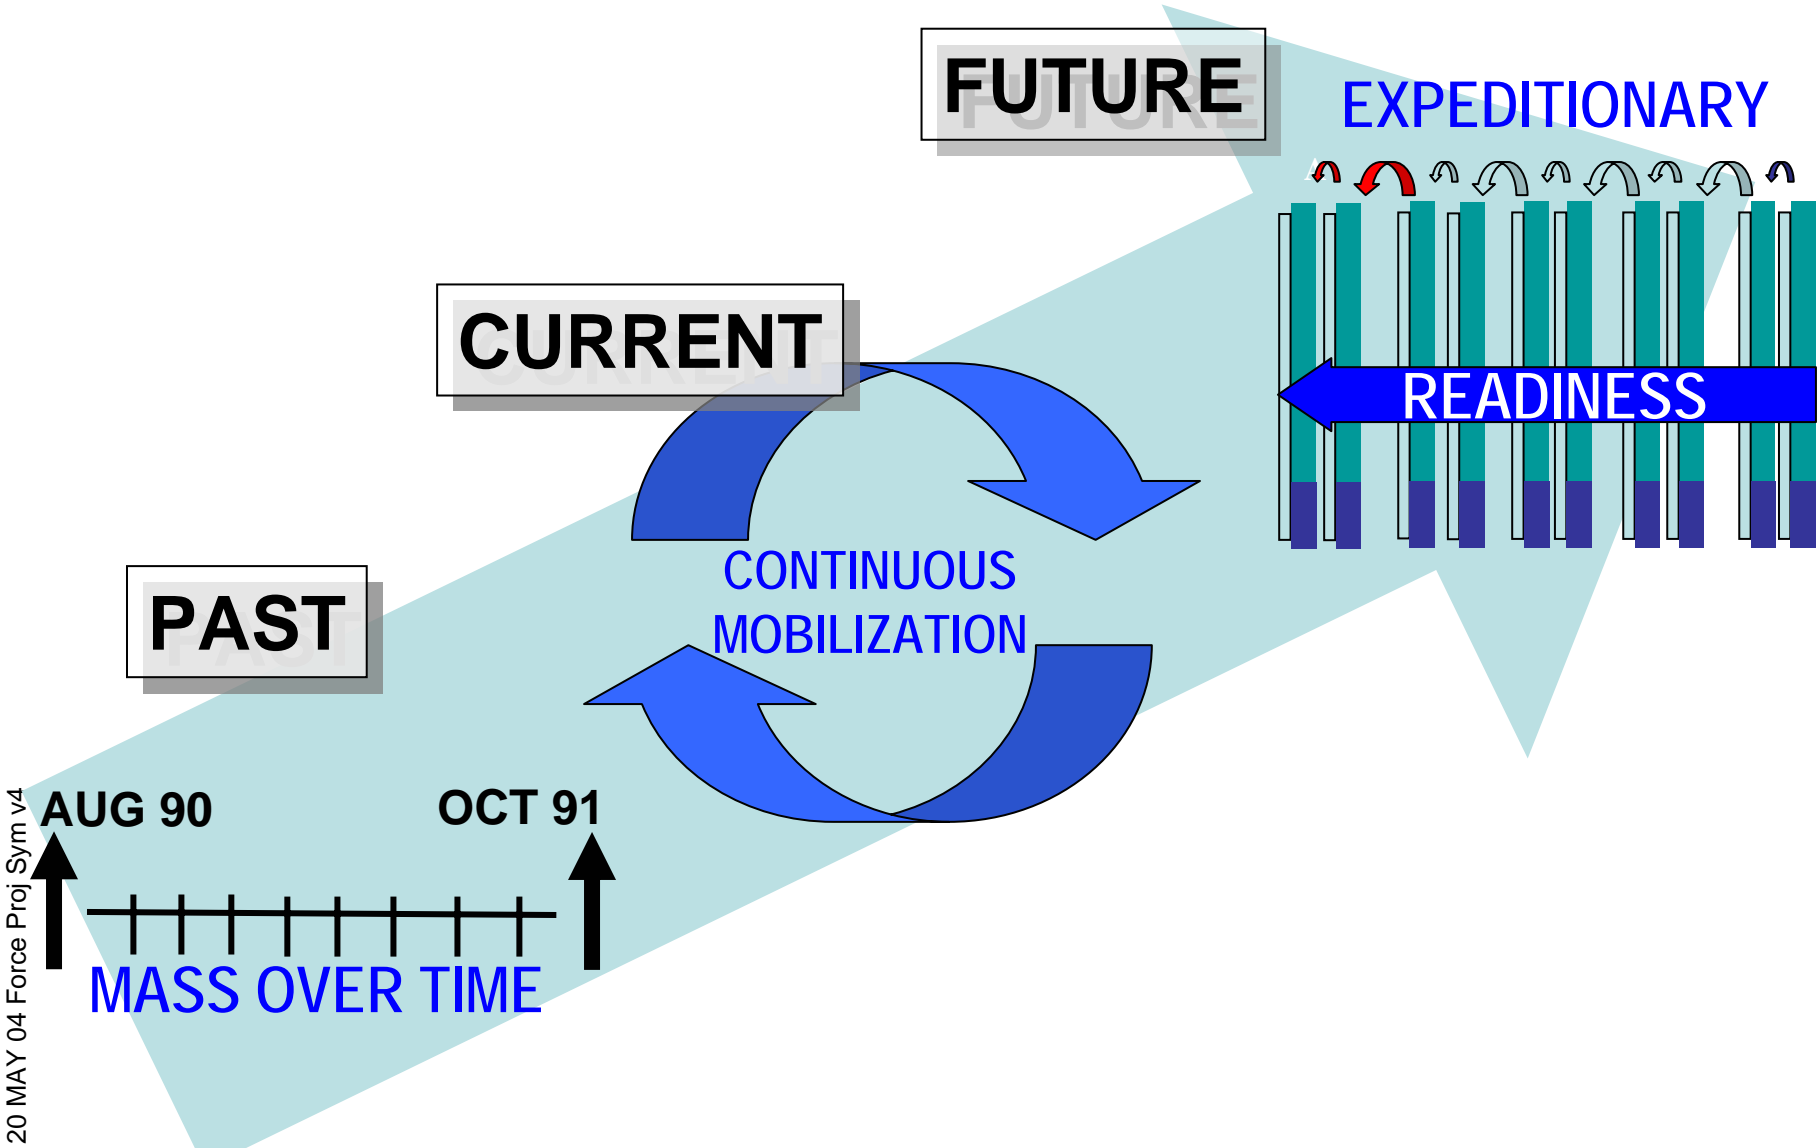 FUTURE
EXPEDITIONARY
A
READINESS
CURRENT
CONTINUOUS
MOBILIZATION
PAST
AUG 90
OCT 91
MASS OVER TIME
20 MAY 04 Force Proj Sym v4